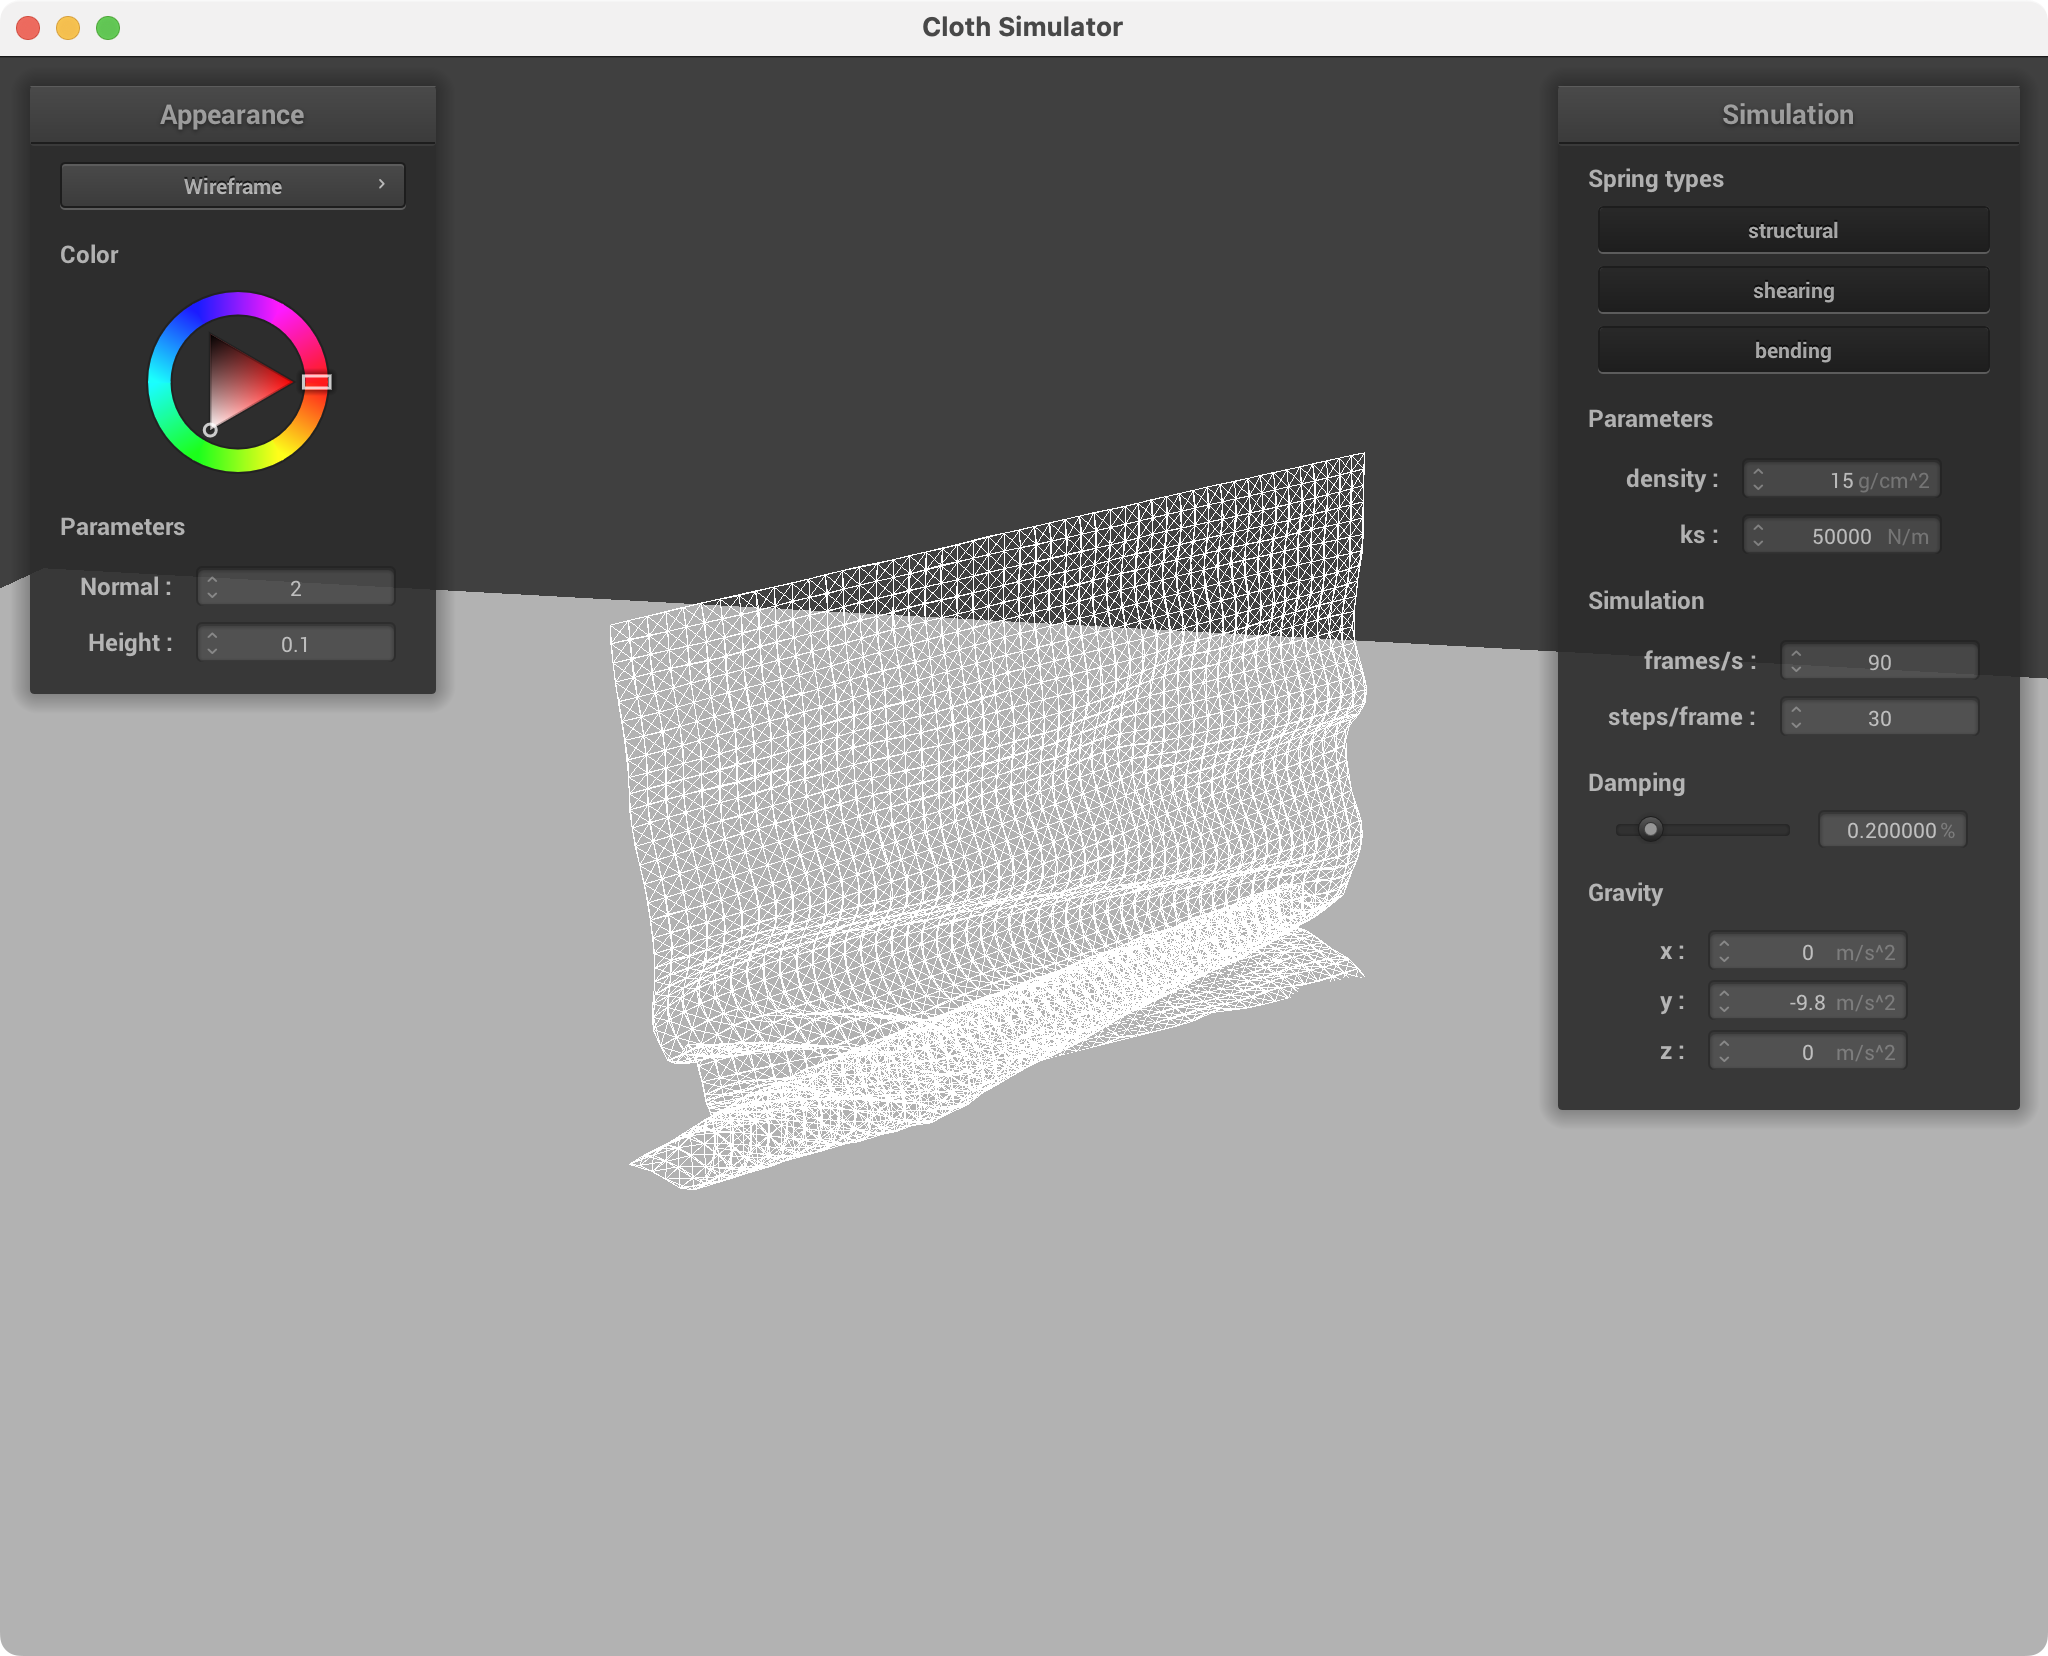 Cloth Simulator
Appearance
Wireframe
Color
Parameters
Normal : 2
Height : 0.1
Simulation
Spring types
structural
shearing
bending
Parameters
density : 15 g/cm^2
ks : 50000 N/m
Simulation
frames/s : 90
steps/frame : 30
Damping
0.200000 %
Gravity
x : 0 m/s^2
y : -9.8 m/s^2
z : 0 m/s^2